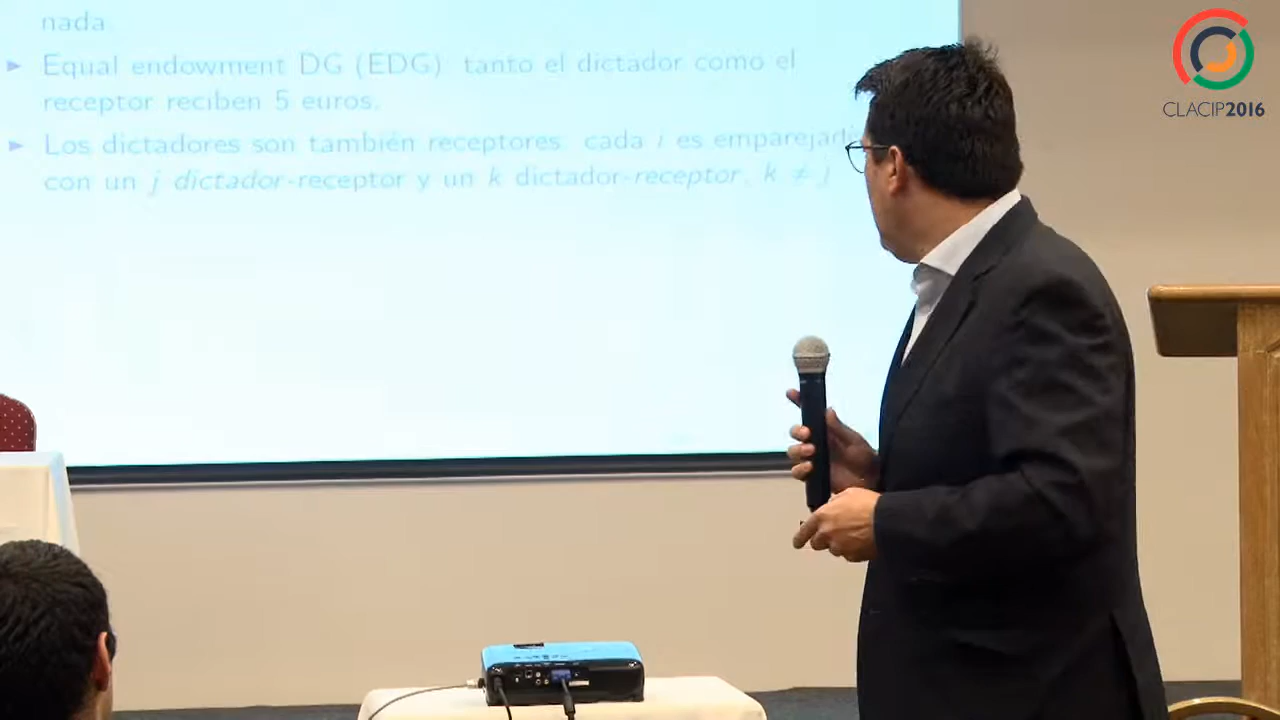 nada.
► Equal endowment DG (EDG): tanto el dictador como el
receptor reciben 5 euros.
► Los dictadores son también receptores: cada i es emparejad
con un j dictador-receptor y un k dictador-receptor, k ≠ j
CLACIP2016